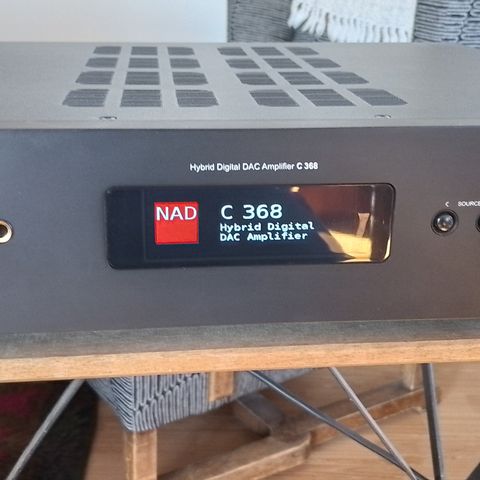 Hybrid Digital DAC Amplifier C 368
NAD
C 368
Hybrid Digital
DAC Amplifier
SOURCE